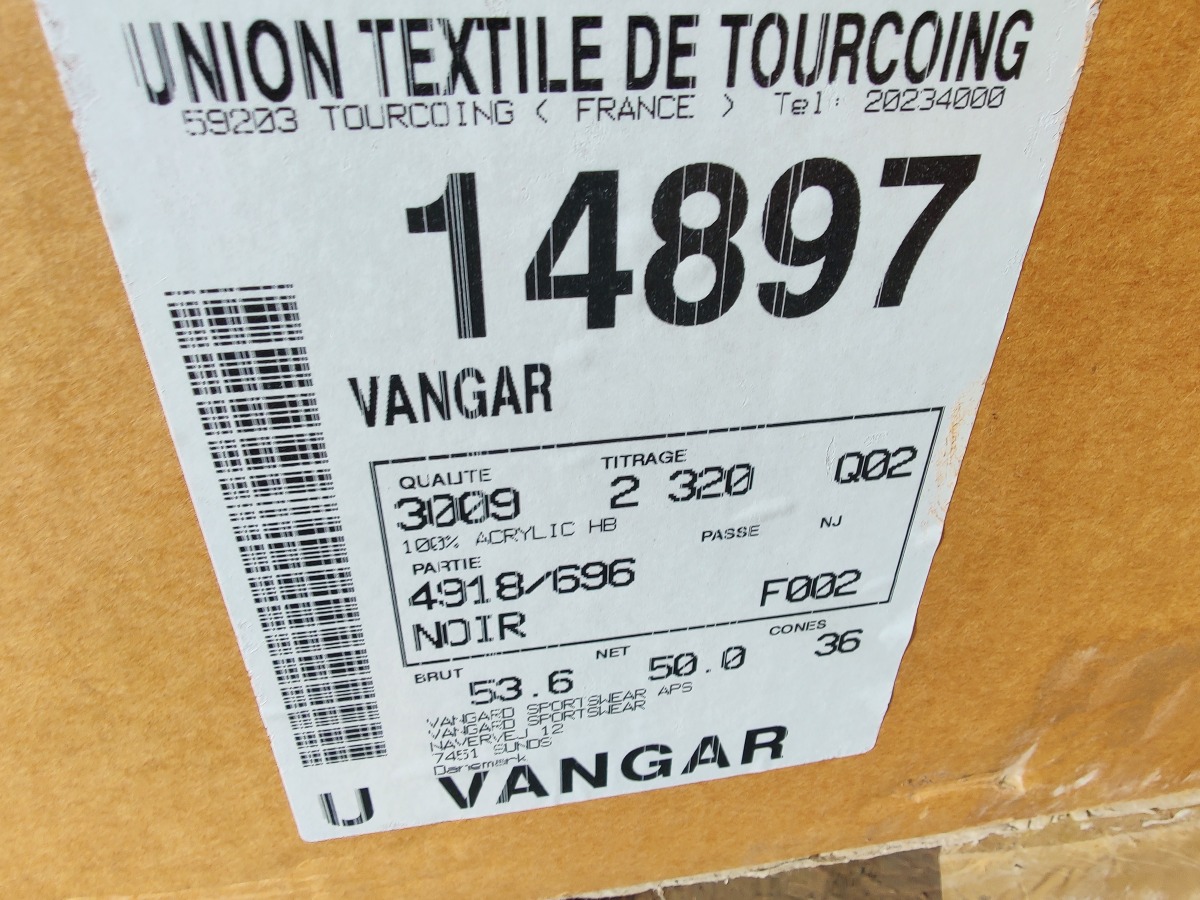 UNION TEXTILE DE TOURCOING
59203 TOURCOING ( FRANCE ) Tel: 20234000
14897
VANGAR
QUALITE TITRAGE
3009 2 320 Q02
100% ACRYLIC HB PASSE NJ
PARTIE
4918/696 F002
NOIR
BRUT NET CONES
53.6 50.0 36
VANGARD SPORTSWEAR APS
VANGARD SPORTSWEAR
NAVERVEJ 12
7451 SUNDS
Danemark
U VANGAR